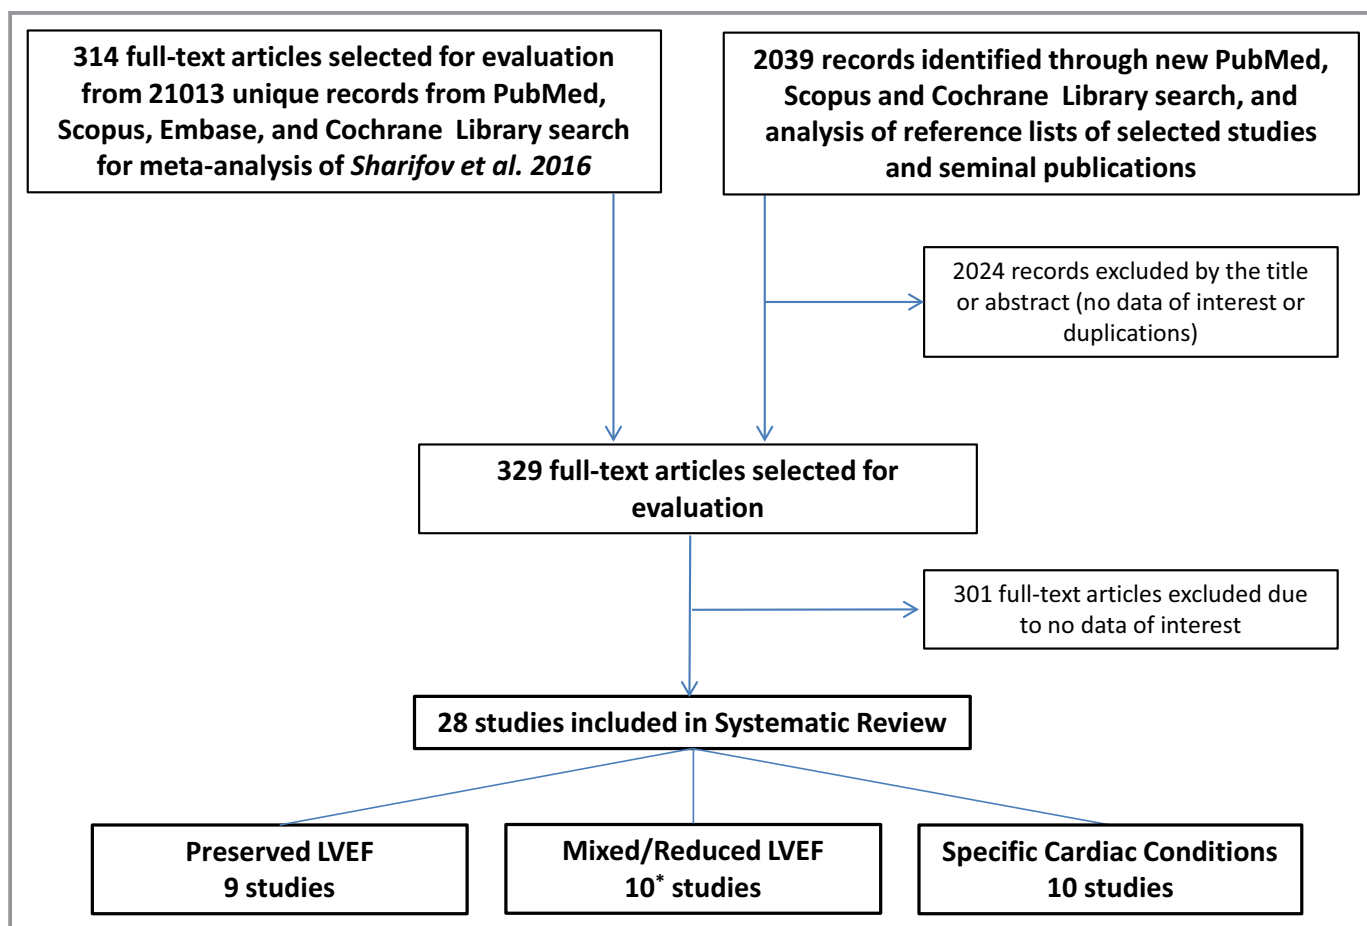 314 full-text articles selected for evaluation
from 21013 unique records from PubMed,
Scopus, Embase, and Cochrane Library search
for meta-analysis of Sharifov et al. 2016
2039 records identified through new PubMed,
Scopus and Cochrane Library search, and
analysis of reference lists of selected studies
and seminal publications
2024 records excluded by the title
or abstract (no data of interest or
duplications)
329 full-text articles selected for
evaluation
301 full-text articles excluded due
to no data of interest
28 studies included in Systematic Review
Preserved LVEF
9 studies
Mixed/Reduced LVEF
10* studies
Specific Cardiac Conditions
10 studies